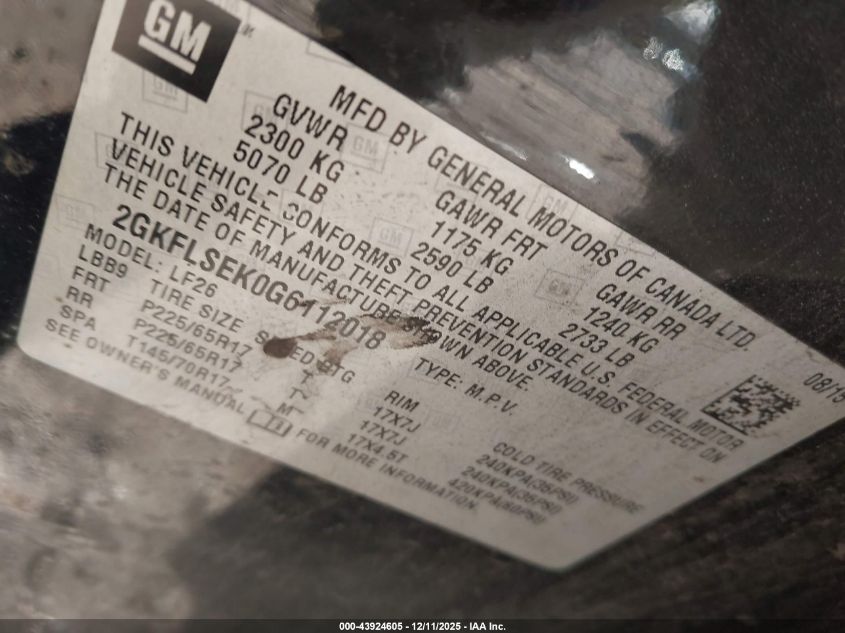 GM
MFD BY GENERAL MOTORS OF CANADA LTD.
08/15
GVWR GAWR FRT GAWR RR
2300 KG 1175 KG 1240 KG
5070 LB 2590 LB 2733 LB
THIS VEHICLE CONFORMS TO ALL APPLICABLE U.S. FEDERAL MOTOR
VEHICLE SAFETY AND THEFT PREVENTION STANDARDS IN EFFECT ON
THE DATE OF MANUFACTURE SHOWN ABOVE.
2GKFLSEK0G6112018 TYPE: M.P.V.
MODEL: LF26
LBB9 TIRE SIZE SPEED RTG RIM COLD TIRE PRESSURE
FRT P225/65R17 T 17X7J 240KPA(35PSI)
RR P225/65R17 T 17X7J 240KPA(35PSI)
SPA T145/70R17 M 17X4.5T 420KPA(60PSI)
SEE OWNER'S MANUAL FOR MORE INFORMATION.
000-43924605 - 12/11/2025 - IAA Inc.